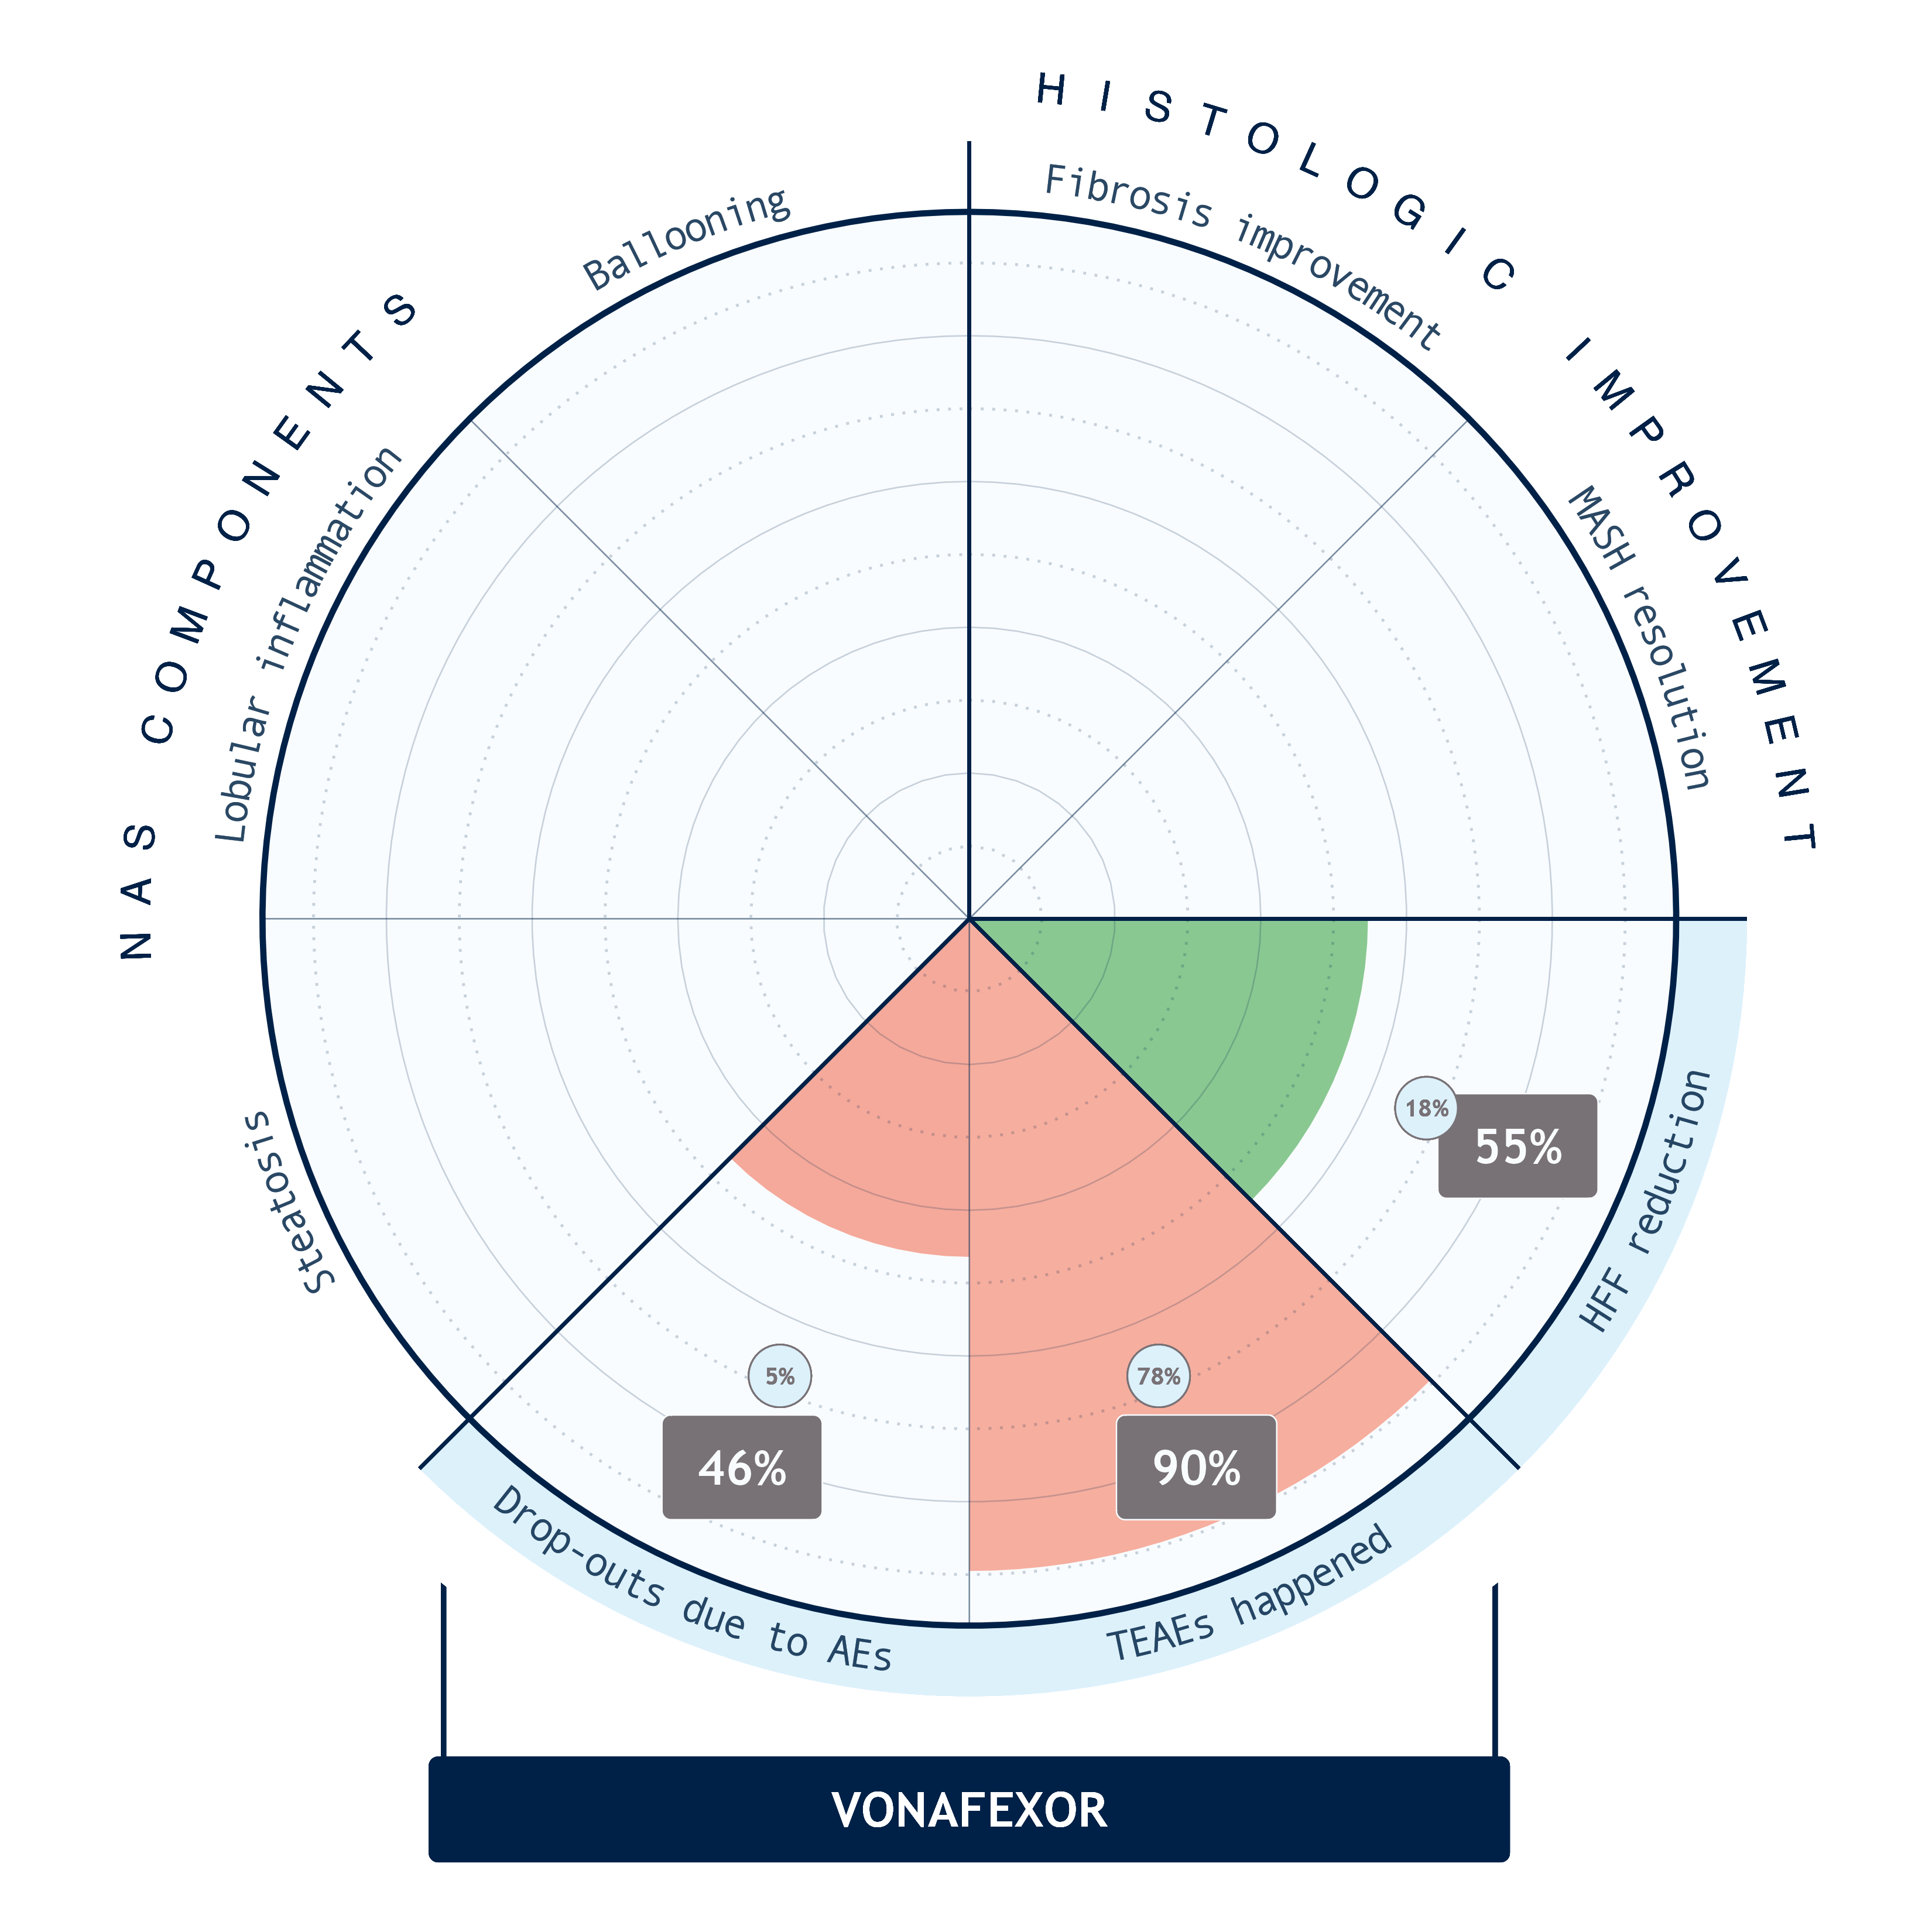 HISTOLOGIC IMPROVEMENT
Fibrosis improvement
MASH resolution
NAS COMPONENTS
Ballooning
Lobular inflammation
Steatosis
HFF reduction
18%
55%
TEAEs happened
78%
90%
Drop-outs due to AEs
5%
46%
VONAFEXOR